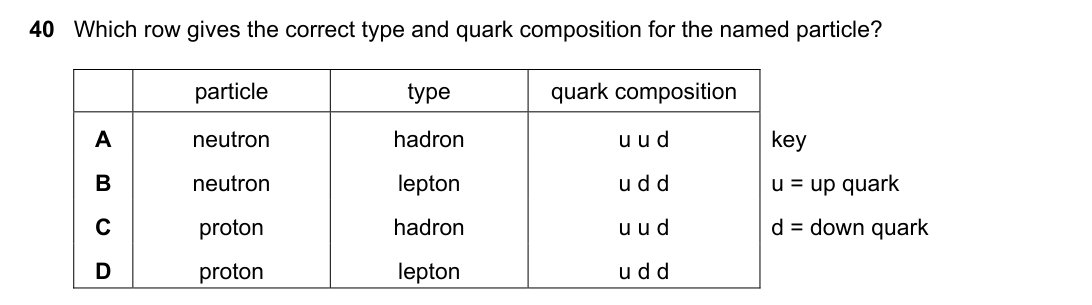 40 Which row gives the correct type and quark composition for the named particle?
particle type quark composition
A neutron hadron u u d key
B neutron lepton u d d u = up quark
C proton hadron u u d d = down quark
D proton lepton u d d